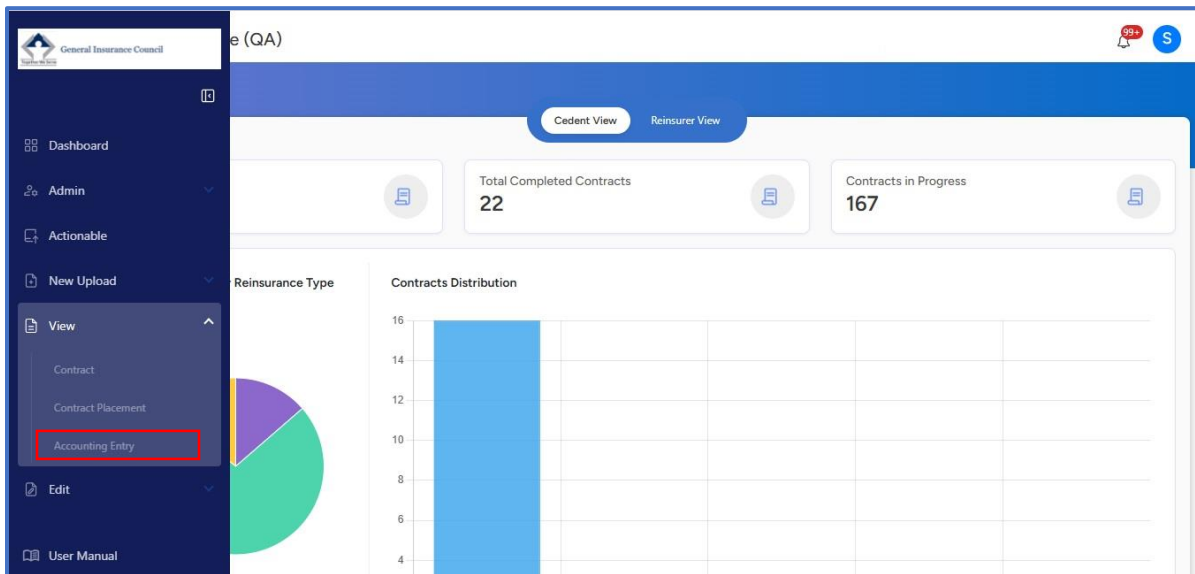 General Insurance Council
e (QA)
99+
S
Cedent View
Reinsurer View
Dashboard
Admin
Actionable
New Upload
View
Contract
Contract Placement
Accounting Entry
Edit
User Manual
Total Completed Contracts
22
Contracts in Progress
167
Reinsurance Type
Contracts Distribution
16
14
12
10
8
6
4